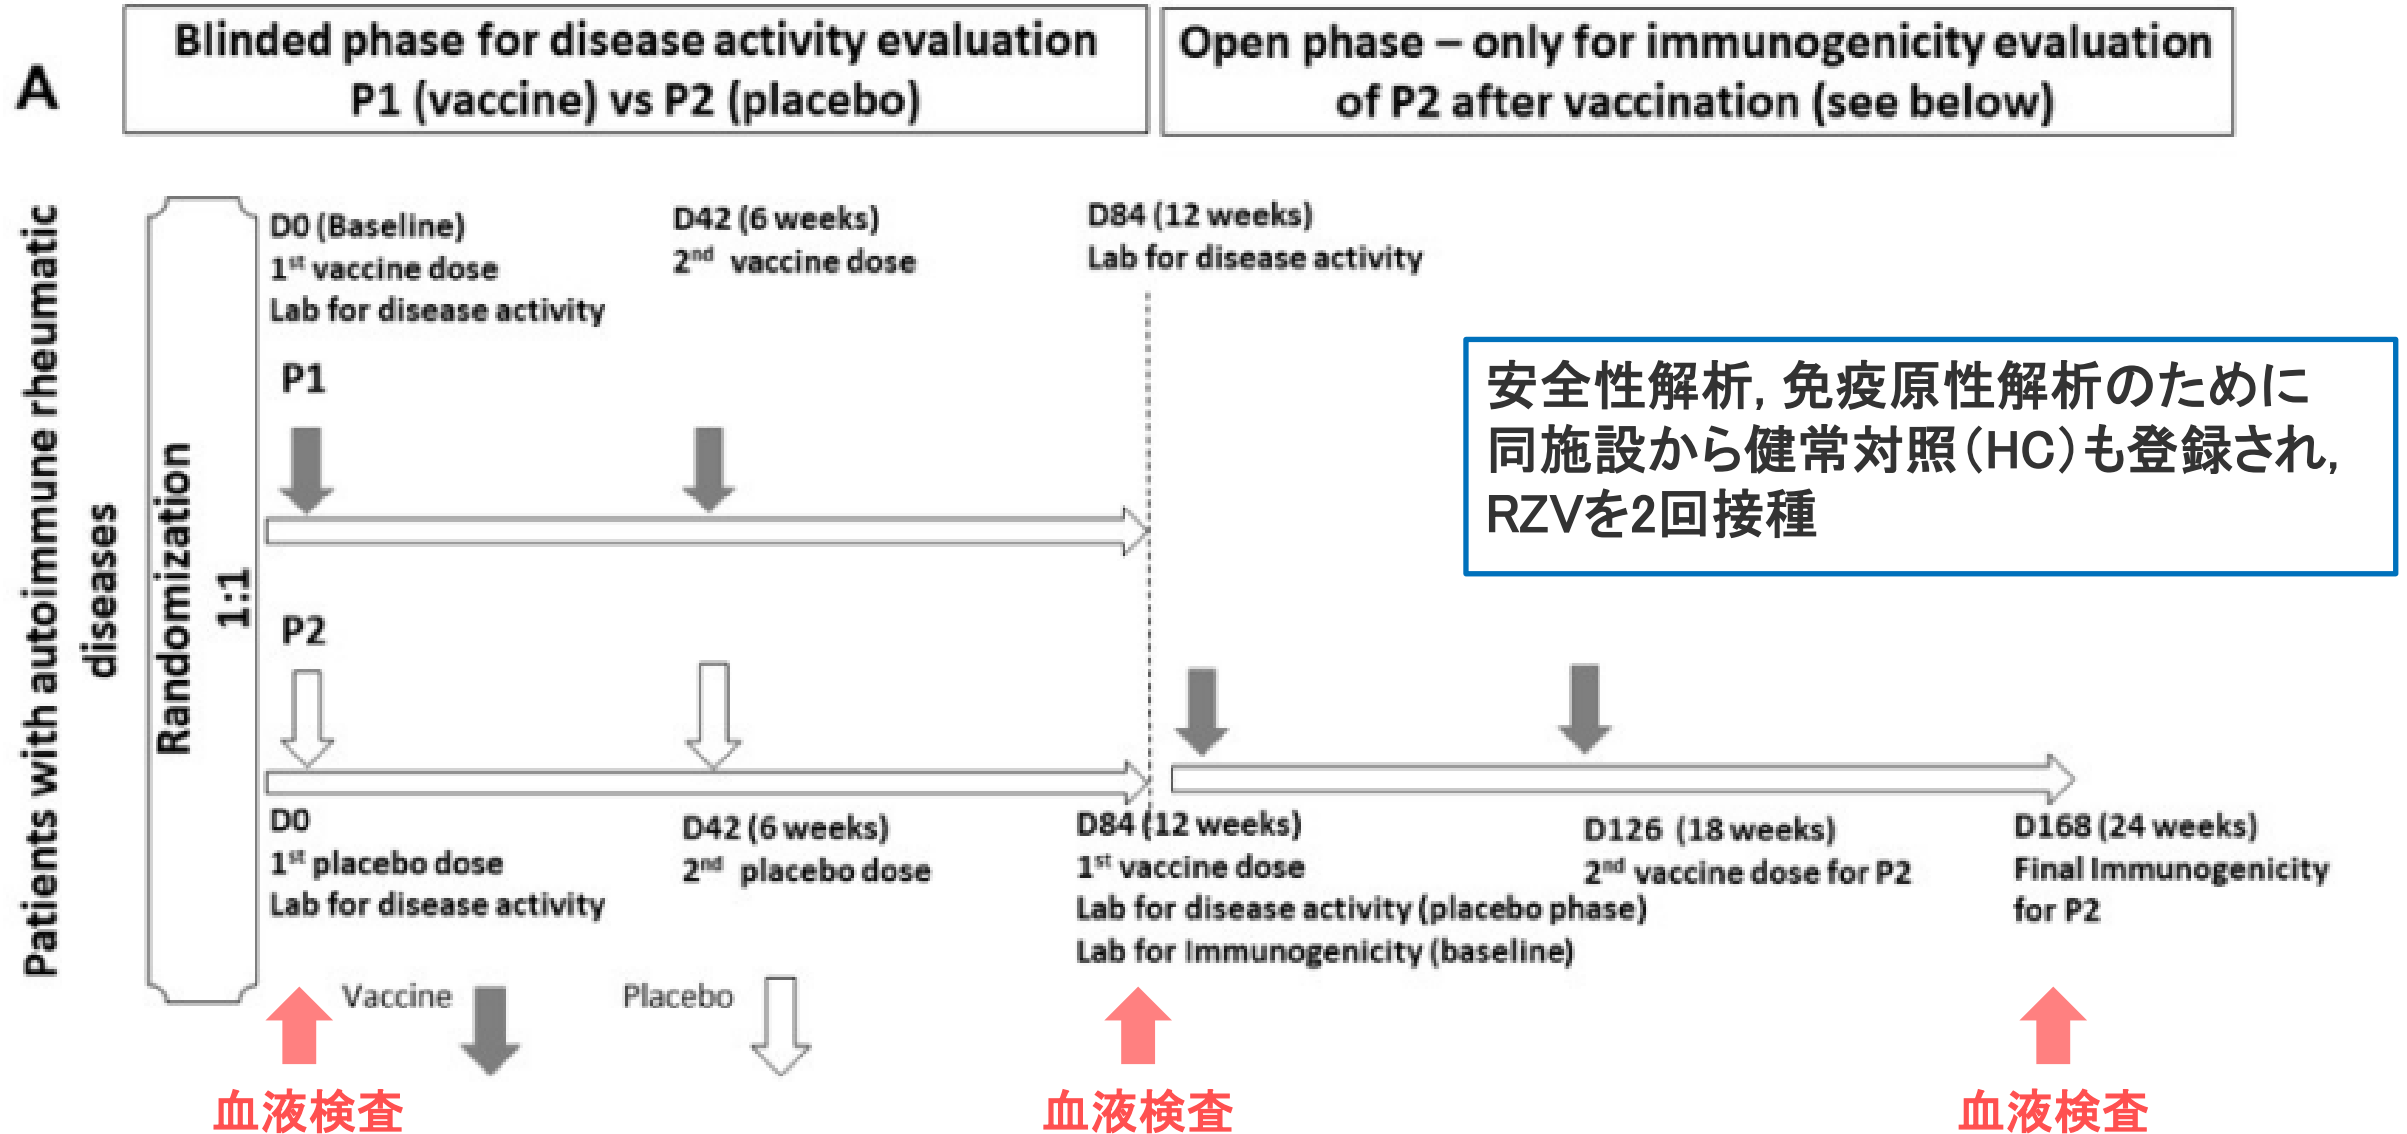 A
Blinded phase for disease activity evaluation
P1 (vaccine) vs P2 (placebo)
Open phase – only for immunogenicity evaluation
of P2 after vaccination (see below)
Patients with autoimmune rheumatic
diseases
Randomization
1:1
D0 (Baseline)
1st vaccine dose
Lab for disease activity
D42 (6 weeks)
2nd vaccine dose
D84 (12 weeks)
Lab for disease activity
P1
安全性解析, 免疫原性解析のために
同施設から健常対照（HC）も登録され,
RZVを2回接種
P2
D0
1st placebo dose
Lab for disease activity
D42 (6 weeks)
2nd placebo dose
D84 (12 weeks)
1st vaccine dose
Lab for disease activity (placebo phase)
Lab for Immunogenicity (baseline)
D126 (18 weeks)
2nd vaccine dose for P2
D168 (24 weeks)
Final Immunogenicity
for P2
Vaccine
Placebo
血液検査
血液検査
血液検査